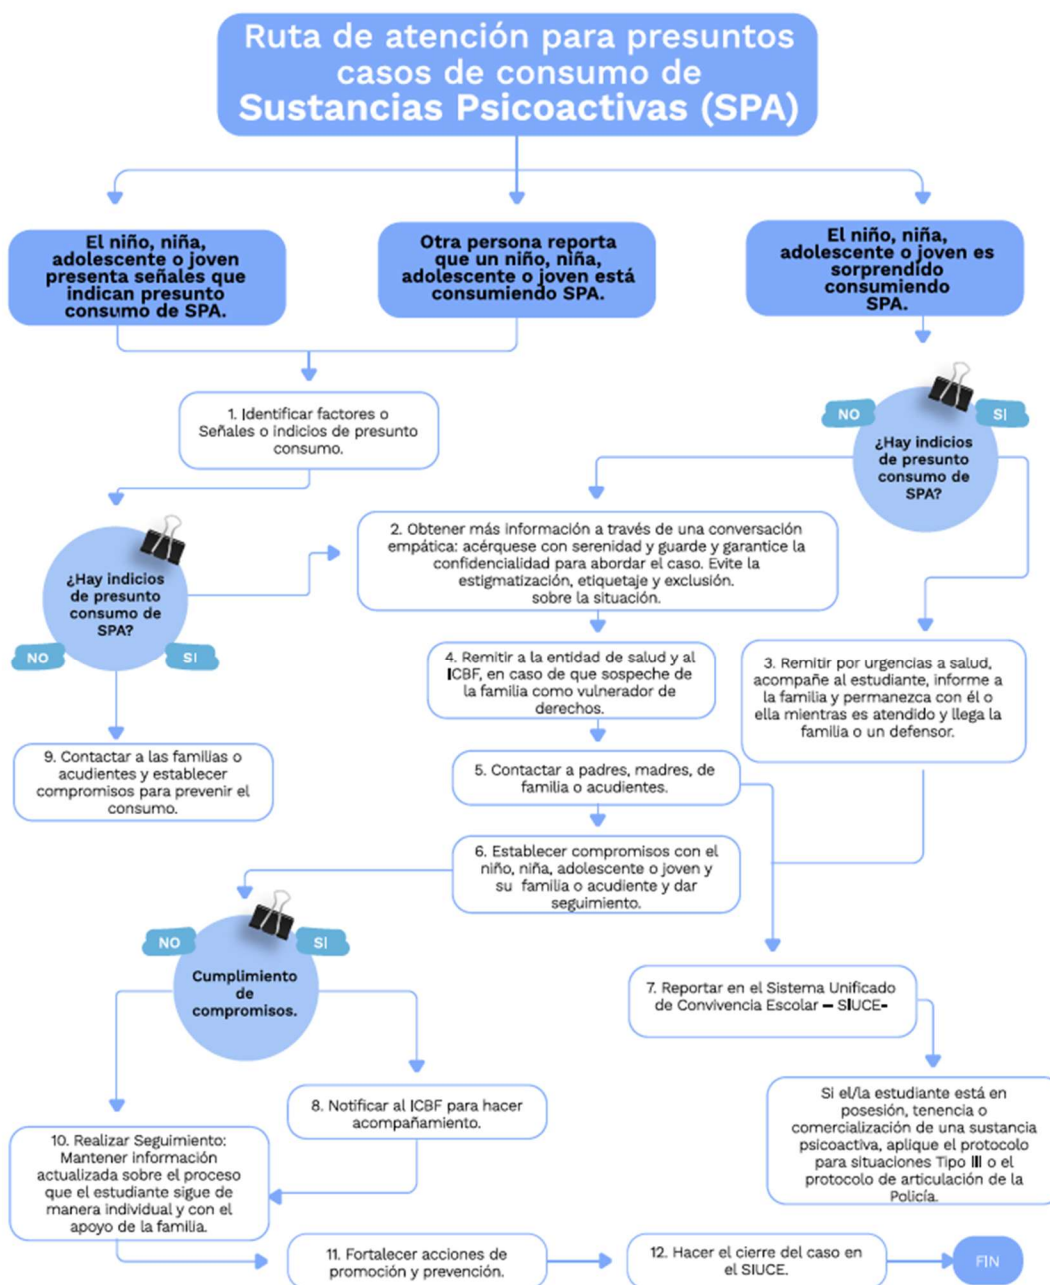 Ruta de atención para presuntos
casos de consumo de
Sustancias Psicoactivas (SPA)
El niño, niña,
adolescente o joven
presenta señales que
indican presunto
consumo de SPA.
Otra persona reporta
que un niño, niña,
adolescente o joven está
consumiendo SPA.
El niño, niña,
adolescente o joven es
sorprendido
consumiendo
SPA.
1. Identificar factores o
Señales o indicios de presunto
consumo.
NO
SI
¿Hay indicios
de presunto
consumo de
SPA?
2. Obtener más información a través de una conversación
empática: acérquese con serenidad y guarde y garantice la
confidencialidad para abordar el caso. Evite la
estigmatización, etiquetaje y exclusión.
sobre la situación.
¿Hay indicios
de presunto
consumo de
SPA?
NO
SI
4. Remitir a la entidad de salud y al
ICBF, en caso de que sospeche de
la familia como vulnerador de
derechos.
3. Remitir por urgencias a salud,
acompañe al estudiante, informe a
la familia y permanezca con él o
ella mientras es atendido y llega la
familia o un defensor.
9. Contactar a las familias o
acudientes y establecer
compromisos para prevenir el
consumo.
5. Contactar a padres, madres, de
familia o acudientes.
6. Establecer compromisos con el
niño, niña, adolescente o joven y
su familia o acudiente y dar
seguimiento.
NO
SI
Cumplimiento
de
compromisos.
7. Reportar en el Sistema Unificado
de Convivencia Escolar – SIUCE-
8. Notificar al ICBF para hacer
acompañamiento.
Si el/la estudiante está en
posesión, tenencia o
comercialización de una sustancia
psicoactiva, aplique el protocolo
para situaciones Tipo III o el
protocolo de articulación de la
Policía.
10. Realizar Seguimiento:
Mantener información
actualizada sobre el proceso
que el estudiante sigue de
manera individual y con el
apoyo de la familia.
11. Fortalecer acciones de
promoción y prevención.
12. Hacer el cierre del caso en
el SIUCE.
FIN